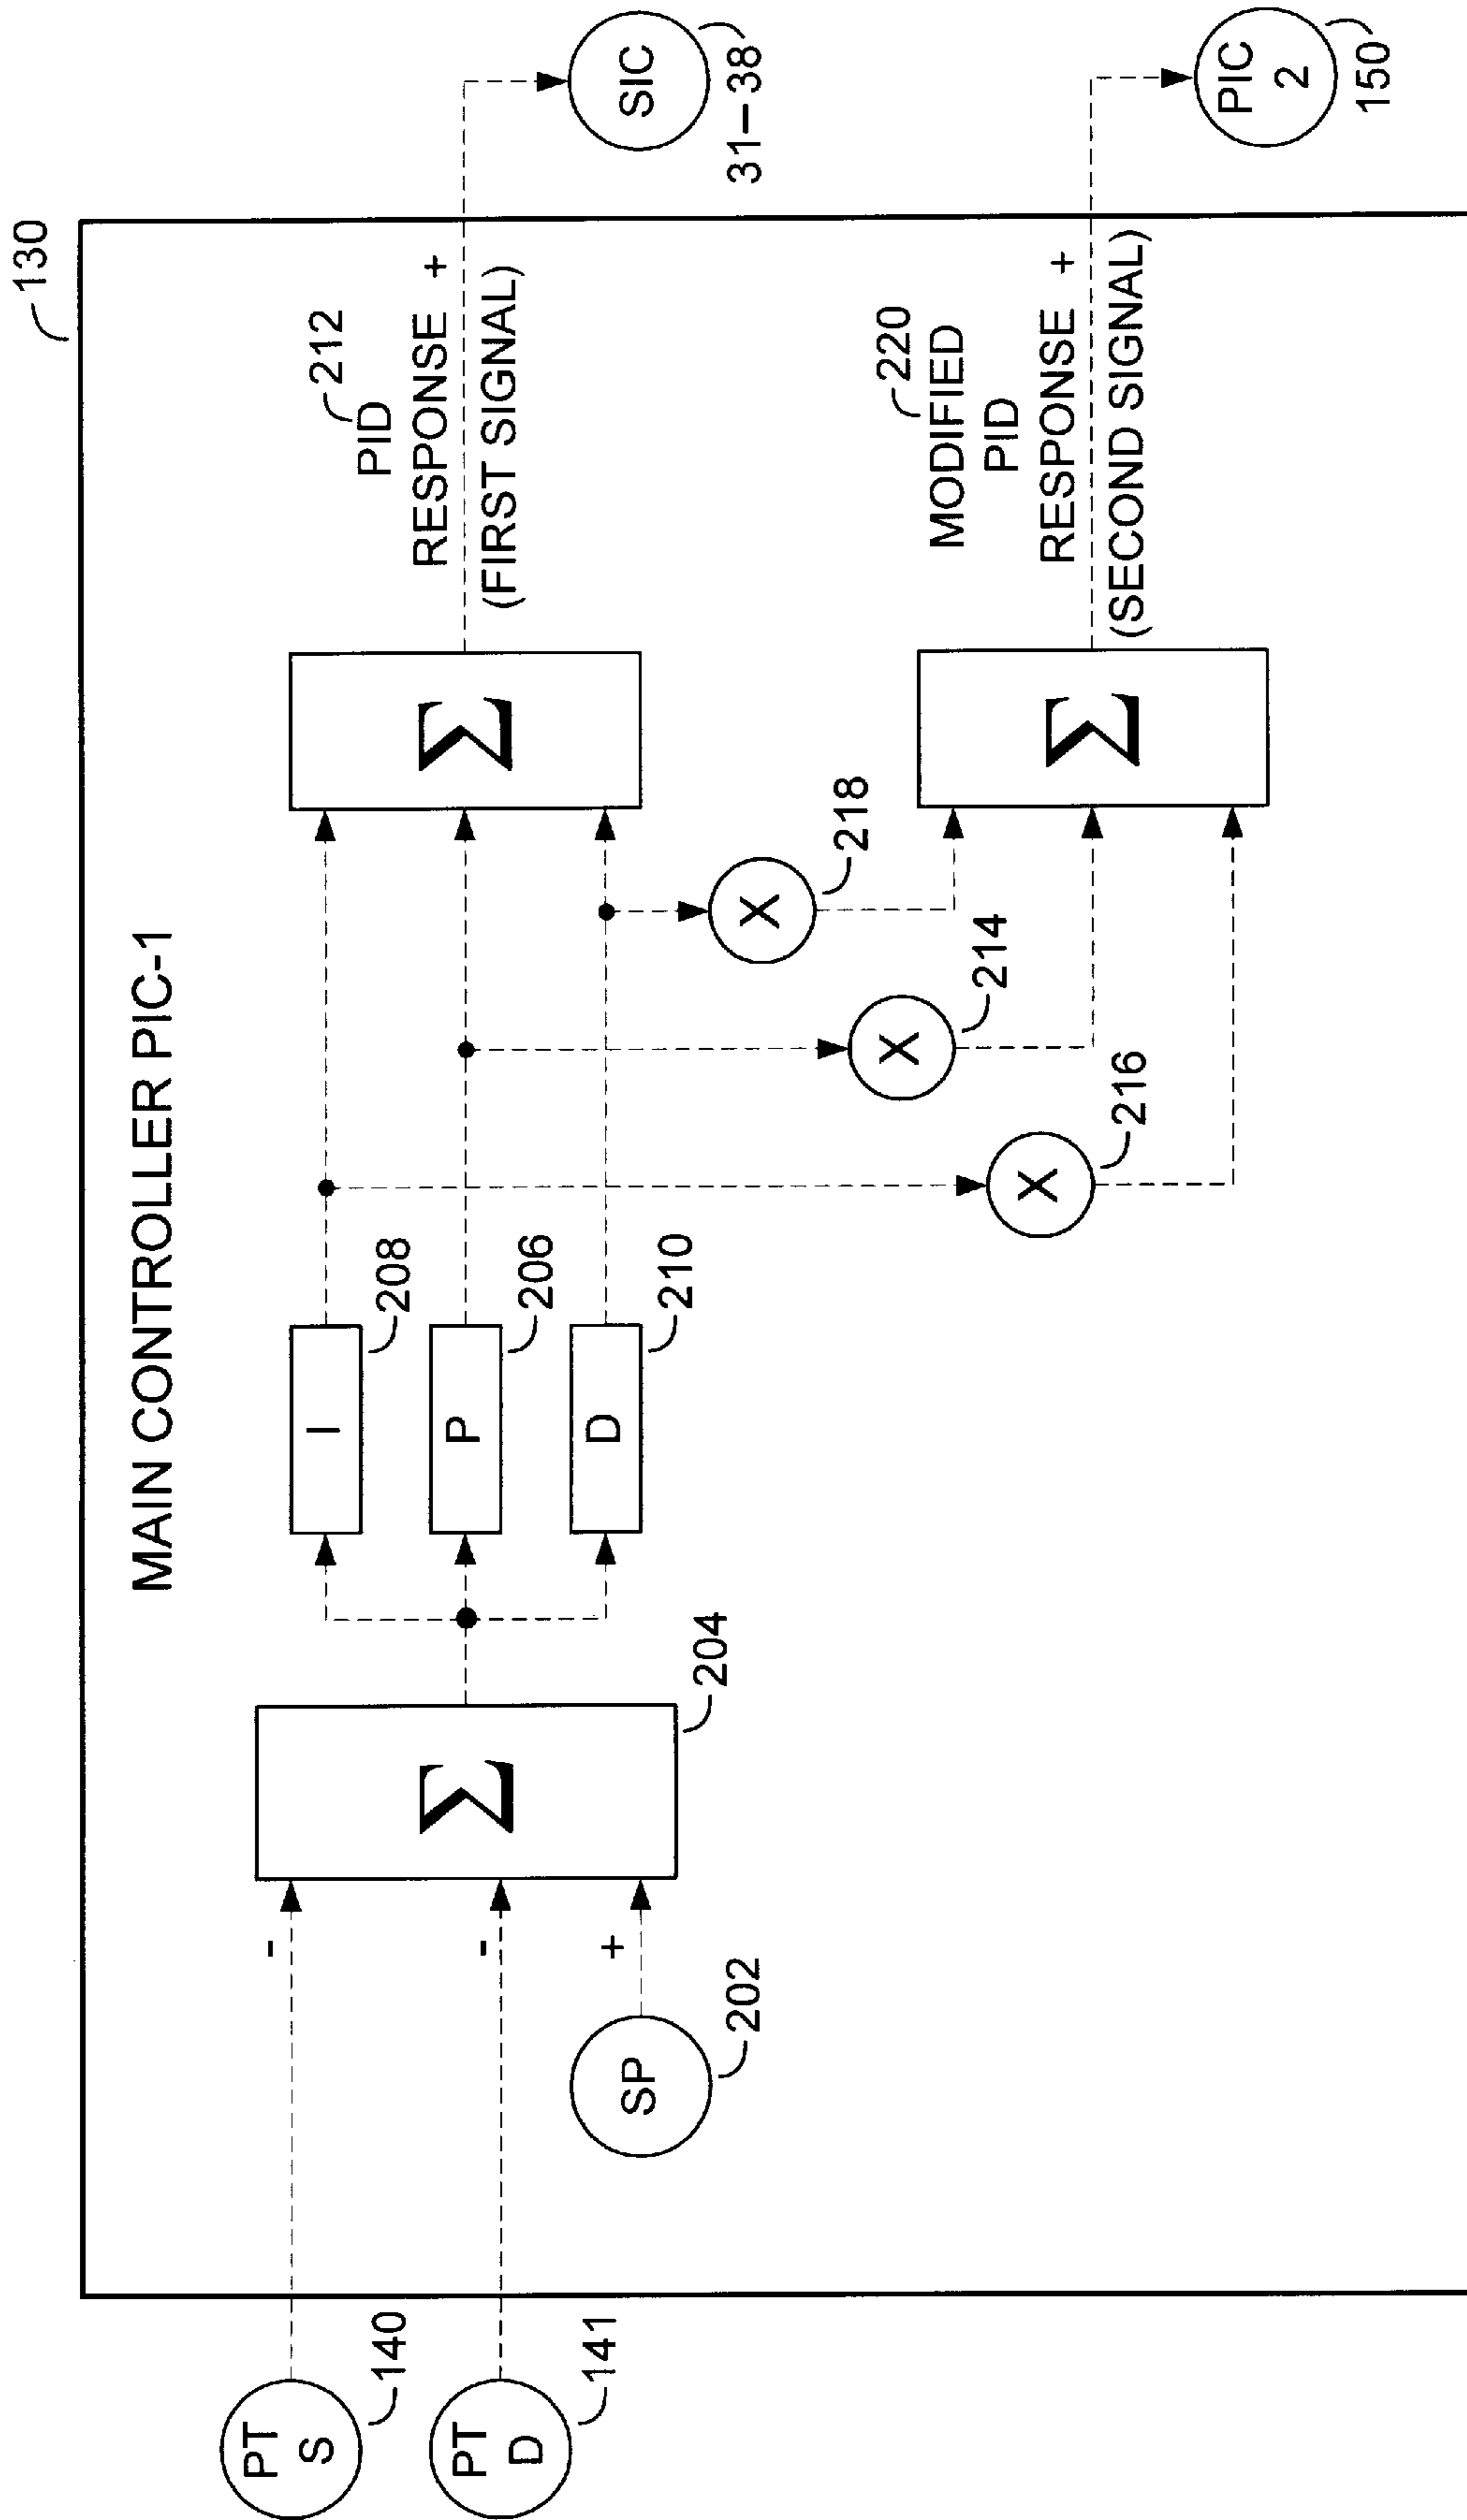 130
MAIN CONTROLLER PIC-1
PT
S
140
PT
D
141
-
-
+
SP
202
Σ
204
I
208
P
206
D
210
X
216
X
214
X
218
Σ
Σ
212
PID
RESPONSE +
(FIRST SIGNAL)
220
MODIFIED
PID
RESPONSE +
(SECOND SIGNAL)
SIC
31–38
PIC
2
150